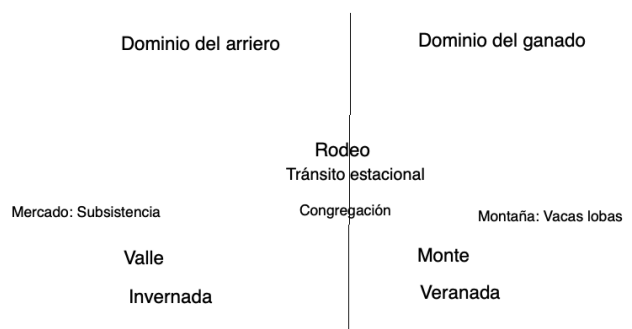 Dominio del arriero
Dominio del ganado
Rodeo
Tránsito estacional
Congregación
Mercado: Subsistencia
Montaña: Vacas lobas
Valle
Monte
Invernada
Veranada